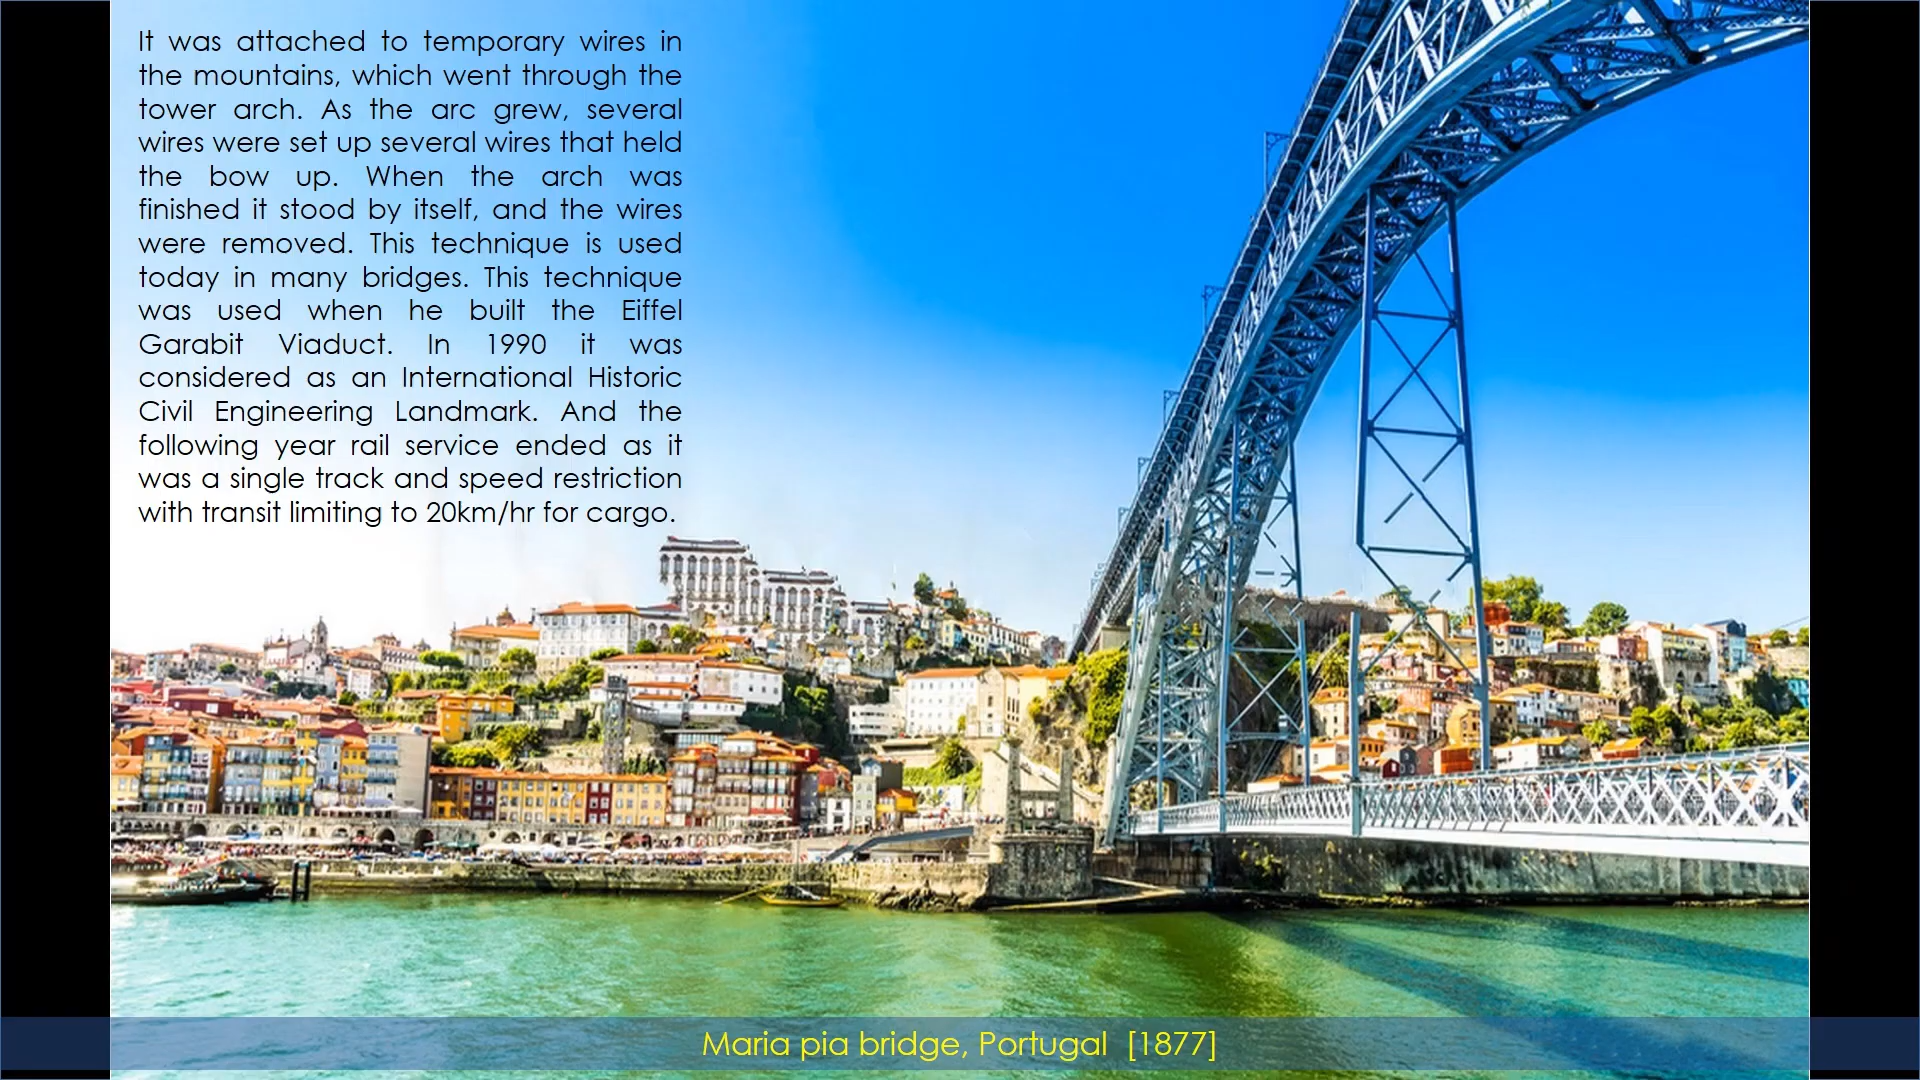 It was attached to temporary wires in
the mountains, which went through the
tower arch. As the arc grew, several
wires were set up several wires that held
the bow up. When the arch was
finished it stood by itself, and the wires
were removed. This technique is used
today in many bridges. This technique
was used when he built the Eiffel
Garabit Viaduct. In 1990 it was
considered as an International Historic
Civil Engineering Landmark. And the
following year rail service ended as it
was a single track and speed restriction
with transit limiting to 20km/hr for cargo.
Maria pia bridge, Portugal [1877]